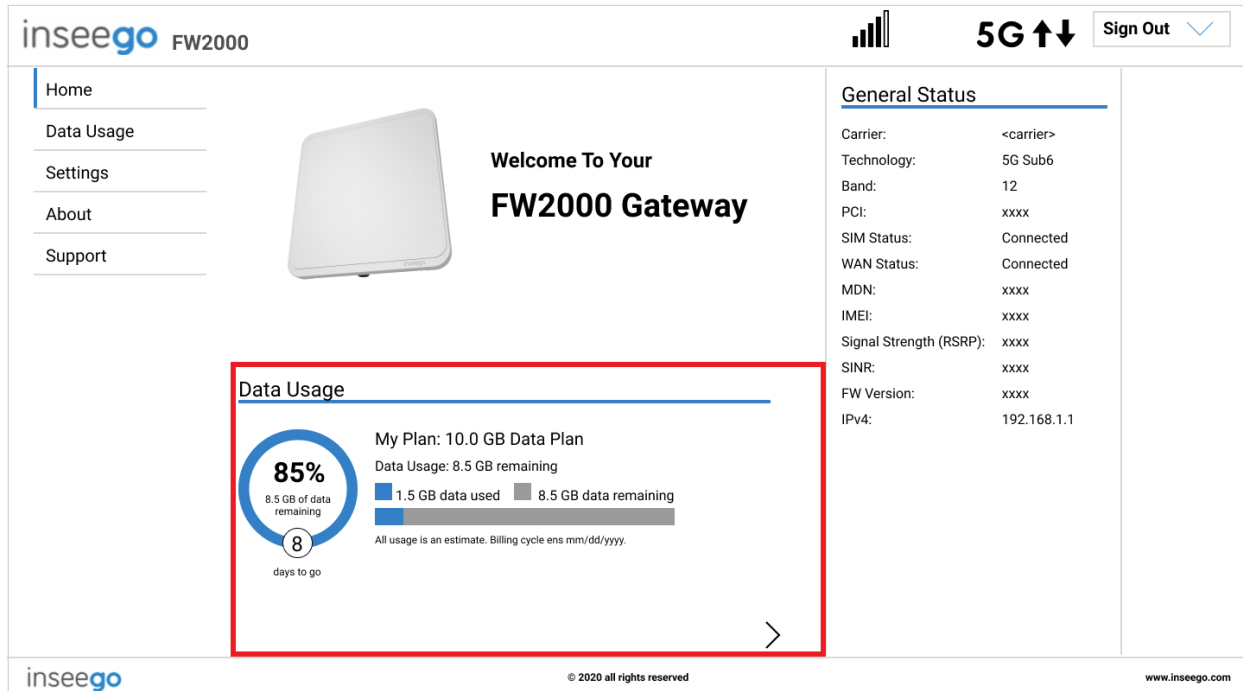 inseego FW2000
5G
Sign Out
Home
Data Usage
Settings
About
Support
inseego
Welcome To Your
FW2000 Gateway
General Status
Carrier: <carrier>
Technology: 5G Sub6
Band: 12
PCI: xxxx
SIM Status: Connected
WAN Status: Connected
MDN: xxxx
IMEI: xxxx
Signal Strength (RSRP): xxxx
SINR: xxxx
FW Version: xxxx
IPv4: 192.168.1.1
Data Usage
85%
8.5 GB of data
remaining
8
days to go
My Plan: 10.0 GB Data Plan
Data Usage: 8.5 GB remaining
1.5 GB data used 8.5 GB data remaining
All usage is an estimate. Billing cycle ens mm/dd/yyyy.
inseego
© 2020 all rights reserved
www.inseego.com